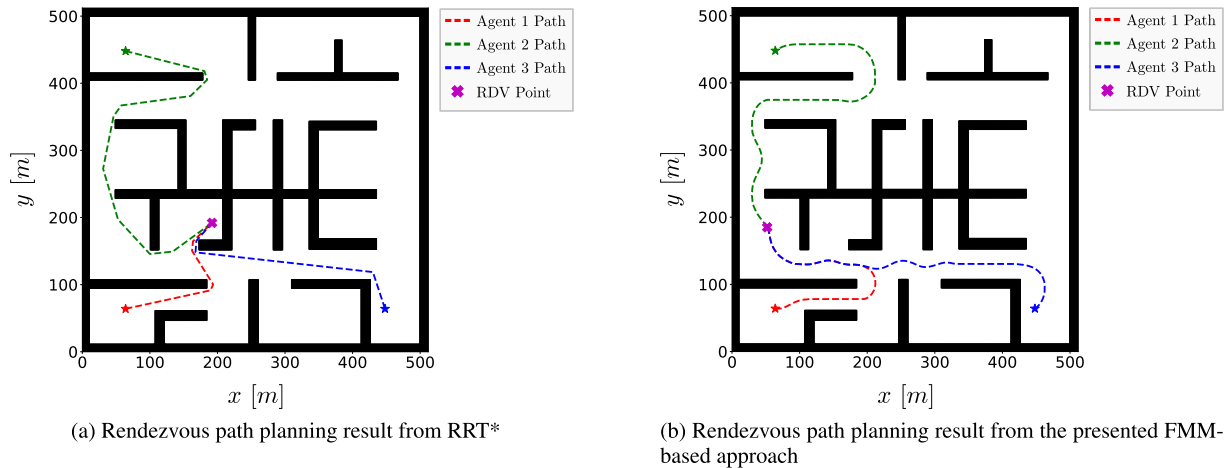 500
400
300
200
100
0
y [m]
0 100 200 300 400 500
x [m]
Agent 1 Path
Agent 2 Path
Agent 3 Path
RDV Point
(a) Rendezvous path planning result from RRT*
500
400
300
200
100
0
y [m]
0 100 200 300 400 500
x [m]
Agent 1 Path
Agent 2 Path
Agent 3 Path
RDV Point
(b) Rendezvous path planning result from the presented FMM-
based approach